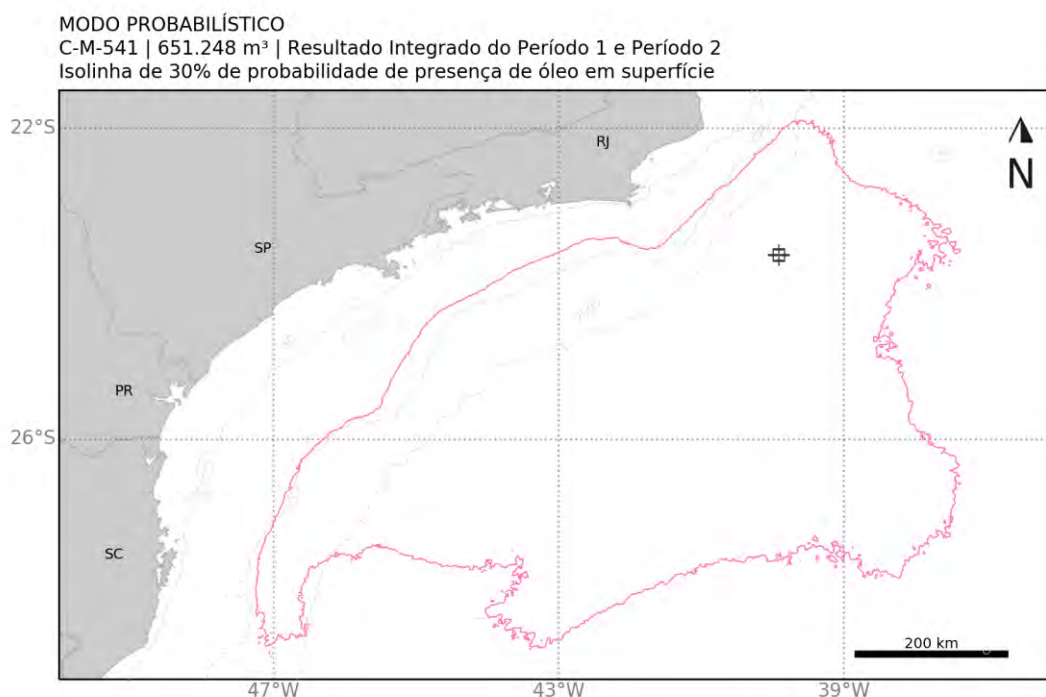 MODO PROBABILÍSTICO
C-M-541 | 651.248 m³ | Resultado Integrado do Período 1 e Período 2
Isolinha de 30% de probabilidade de presença de óleo em superfície
22°S
RJ
N
SP
PR
26°S
SC
200 km
47°W
43°W
39°W